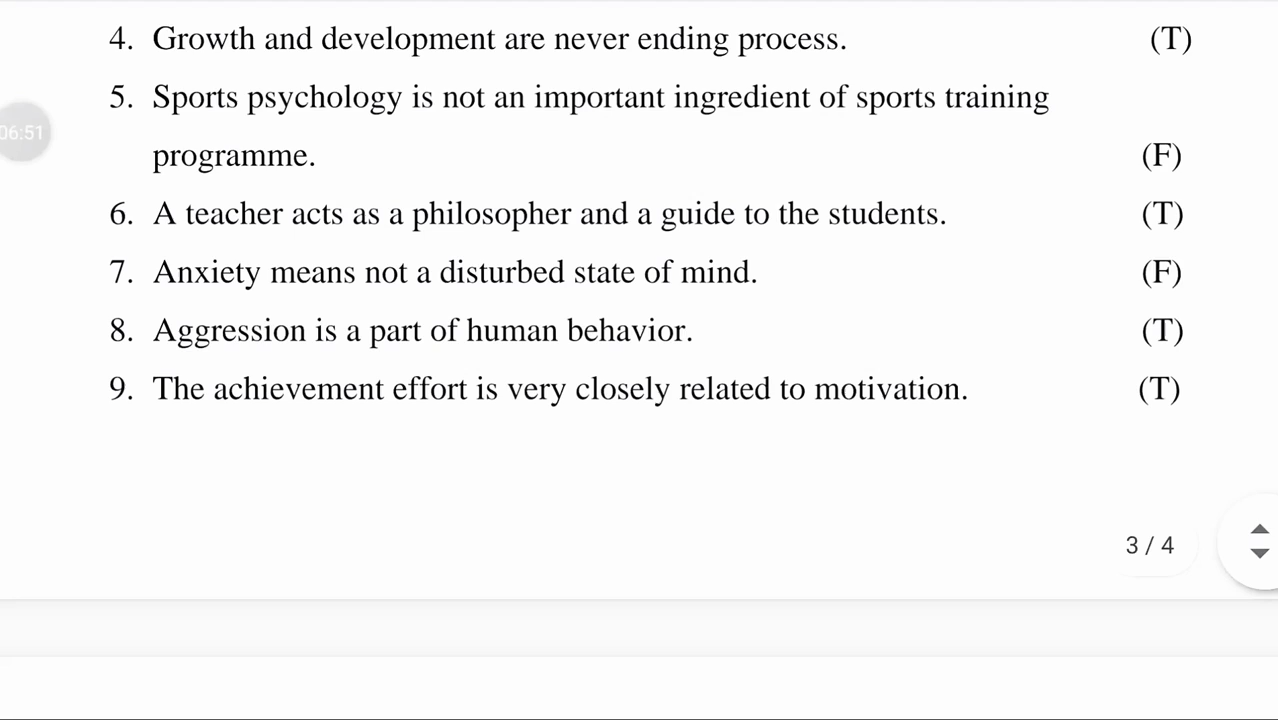 4. Growth and development are never ending process. (T)
5. Sports psychology is not an important ingredient of sports training
06:51
programme. (F)
6. A teacher acts as a philosopher and a guide to the students. (T)
7. Anxiety means not a disturbed state of mind. (F)
8. Aggression is a part of human behavior. (T)
9. The achievement effort is very closely related to motivation. (T)
3 / 4